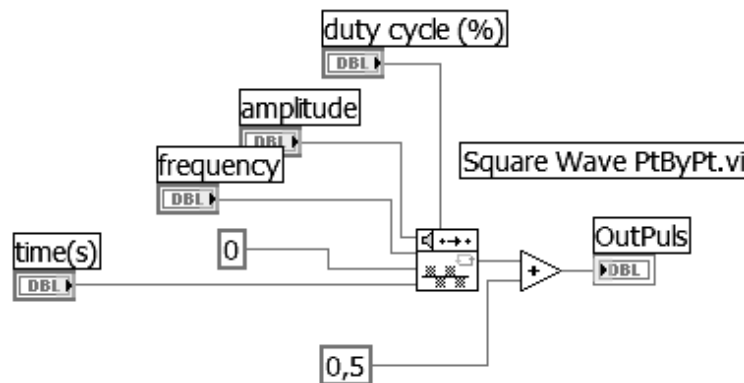 duty cycle (%)
DBL
amplitude
DBL
frequency
Square Wave PtByPt.vi
DBL
time(s)
0
OutPuls
DBL
DBL
0,5